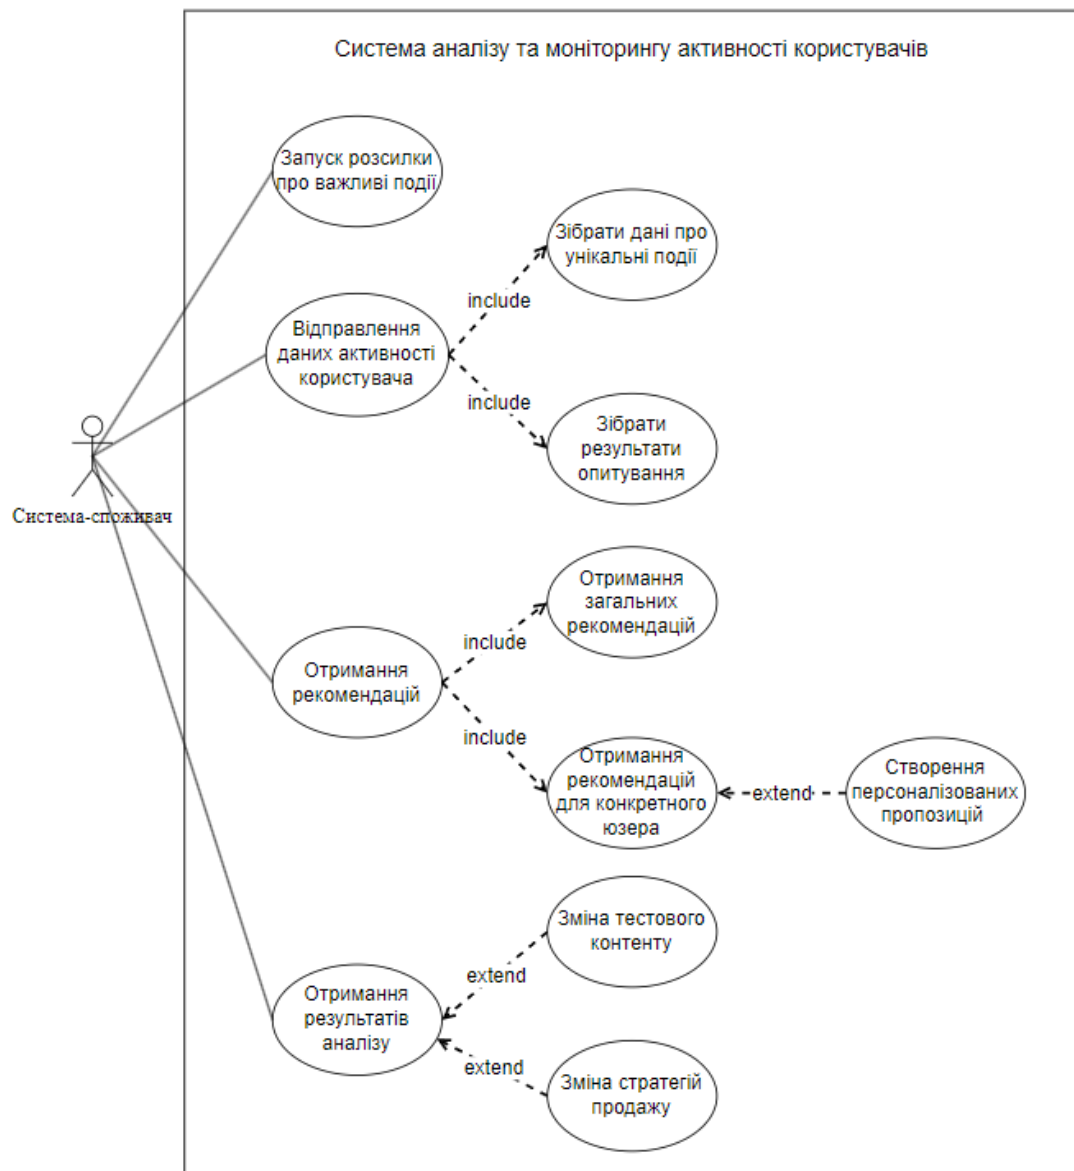 Система аналізу та моніторингу активності користувачів
Запуск розсилки
про важливі події
Зібрати дані про
унікальні події
include
Відправлення
даних активності
користувача
include
Зібрати
результати
опитування
Система-споживач
Отримання
загальних
рекомендацій
include
Отримання
рекомендацій
include
Отримання
рекомендацій
для конкретного
юзера
extend
Створення
персоналізованих
пропозицій
Зміна тестового
контенту
extend
Отримання
результатів
аналізу
extend
Зміна стратегій
продажу